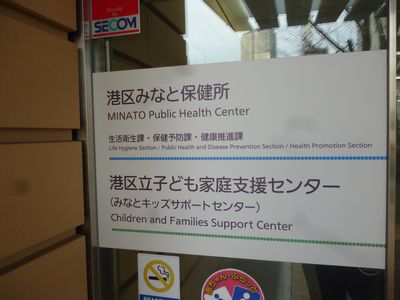 Security by
SECOM
港区みなと保健所
MINATO Public Health Center
生活衛生課・保健予防課・健康推進課
Life Hygiene Section / Public Health and Disease Prevention Section / Health Promotion Section
港区立子ども家庭支援センター
(みなとキッズサポートセンター)
Children and Families Support Center